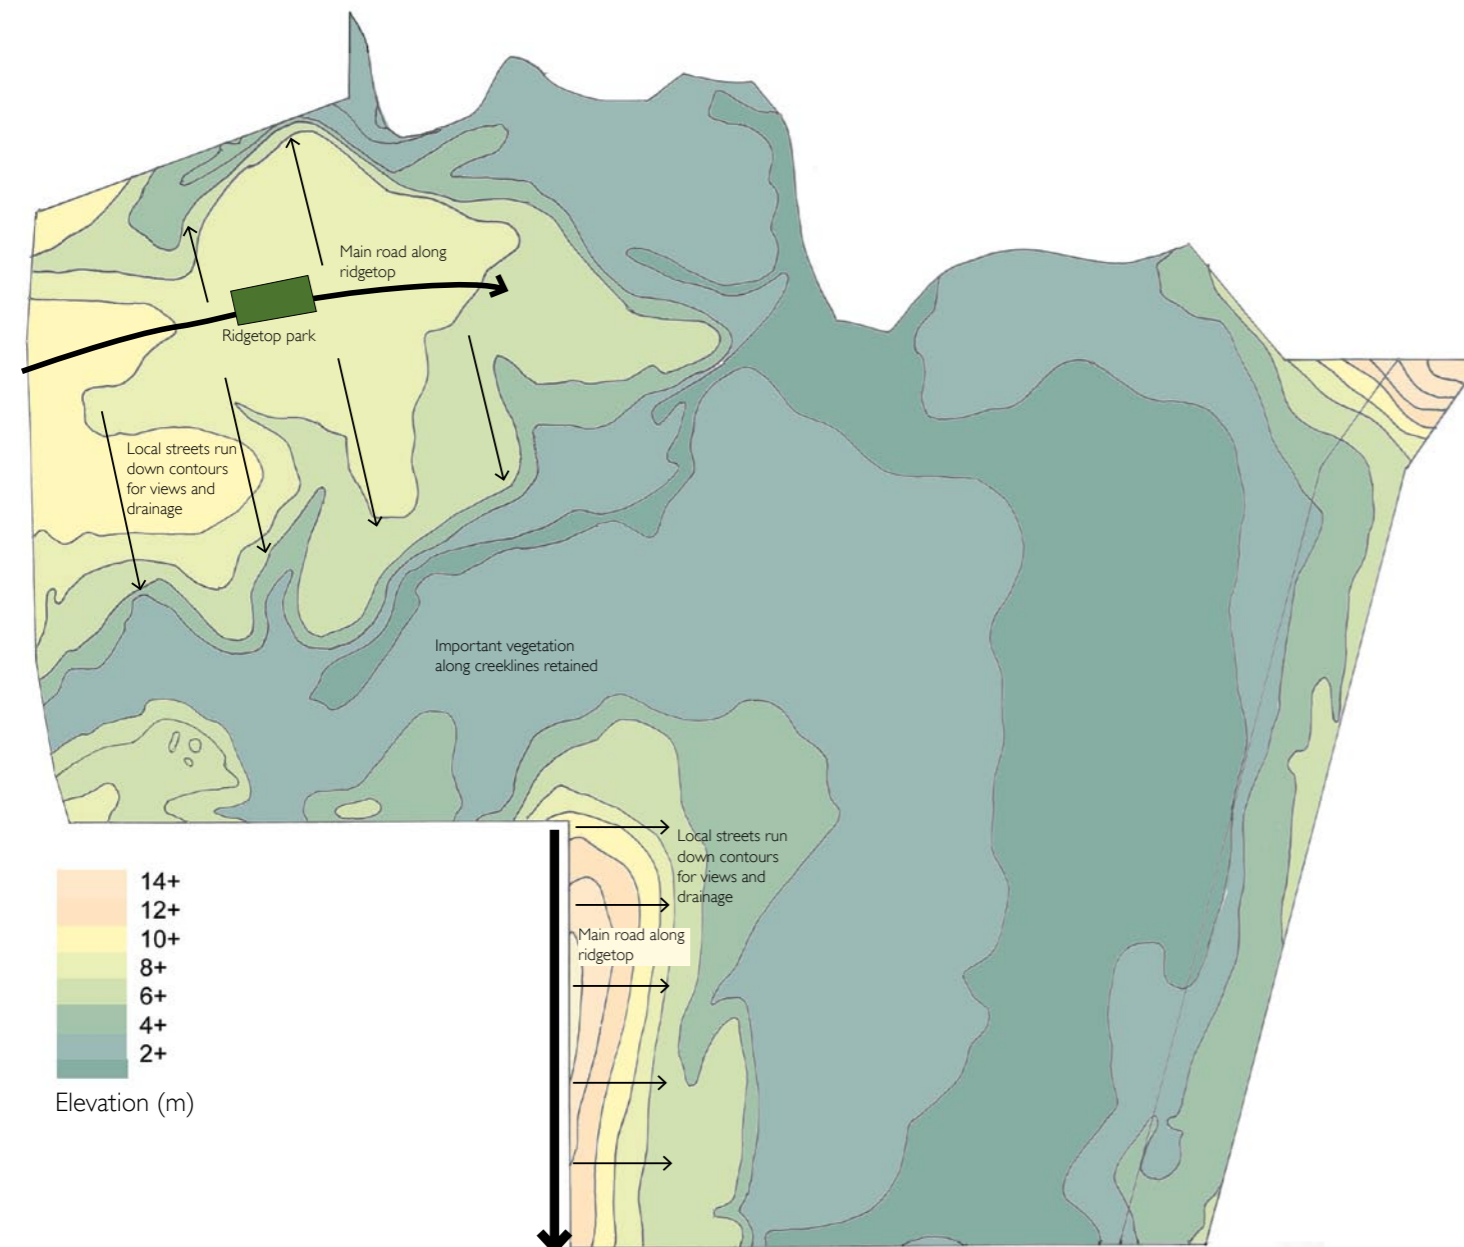 Main road along
ridgetop
Ridgetop park
Local streets run
down contours
for views and
drainage
Important vegetation
along creeklines retained
Local streets run
down contours
for views and
drainage
Main road along
ridgetop
14+
12+
10+
8+
6+
4+
2+
Elevation (m)